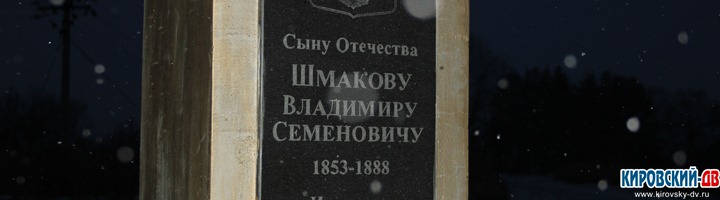 Сыну Отечества
Шмакову
Владимиру
Семеновичу
1853-1888
КИРОВСКИЙ-ДВ
www.kirovsky-dv.ru